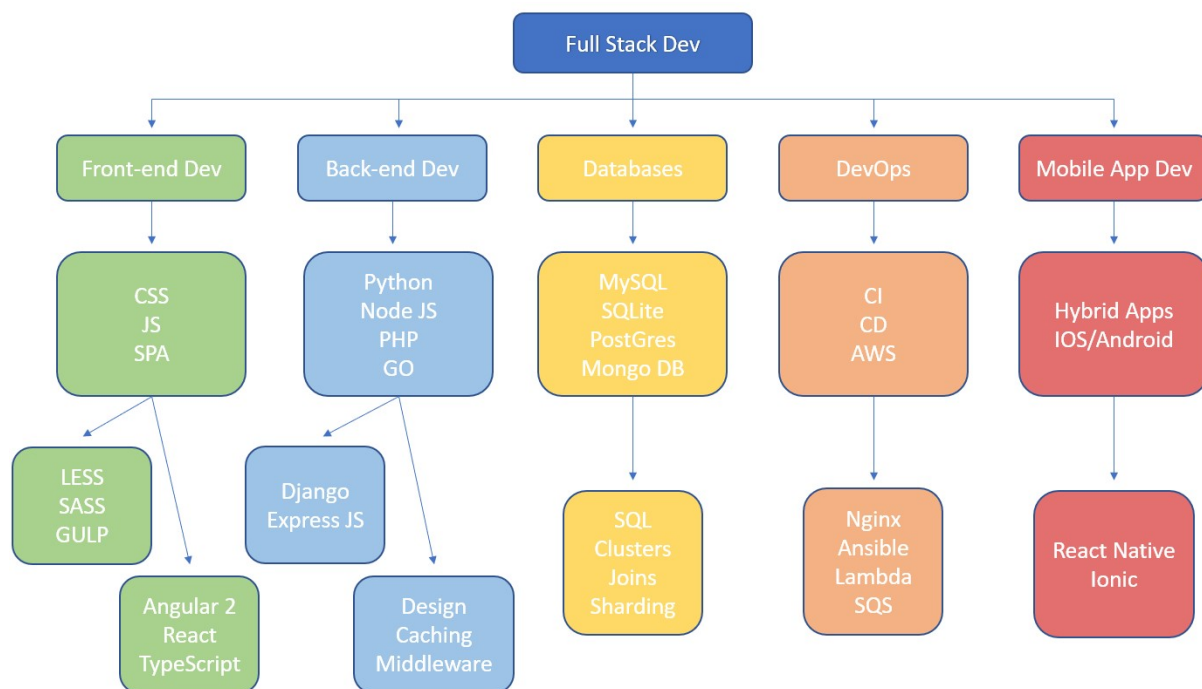 Full Stack Dev
Front-end Dev
Back-end Dev
Databases
DevOps
Mobile App Dev
CSS
JS
SPA
Python
Node JS
PHP
GO
MySQL
SQLite
PostGres
Mongo DB
CI
CD
AWS
Hybrid Apps
IOS/Android
LESS
SASS
GULP
Django
Express JS
SQL
Clusters
Joins
Sharding
Nginx
Ansible
Lambda
SQS
React Native
Ionic
Angular 2
React
TypeScript
Design
Caching
Middleware